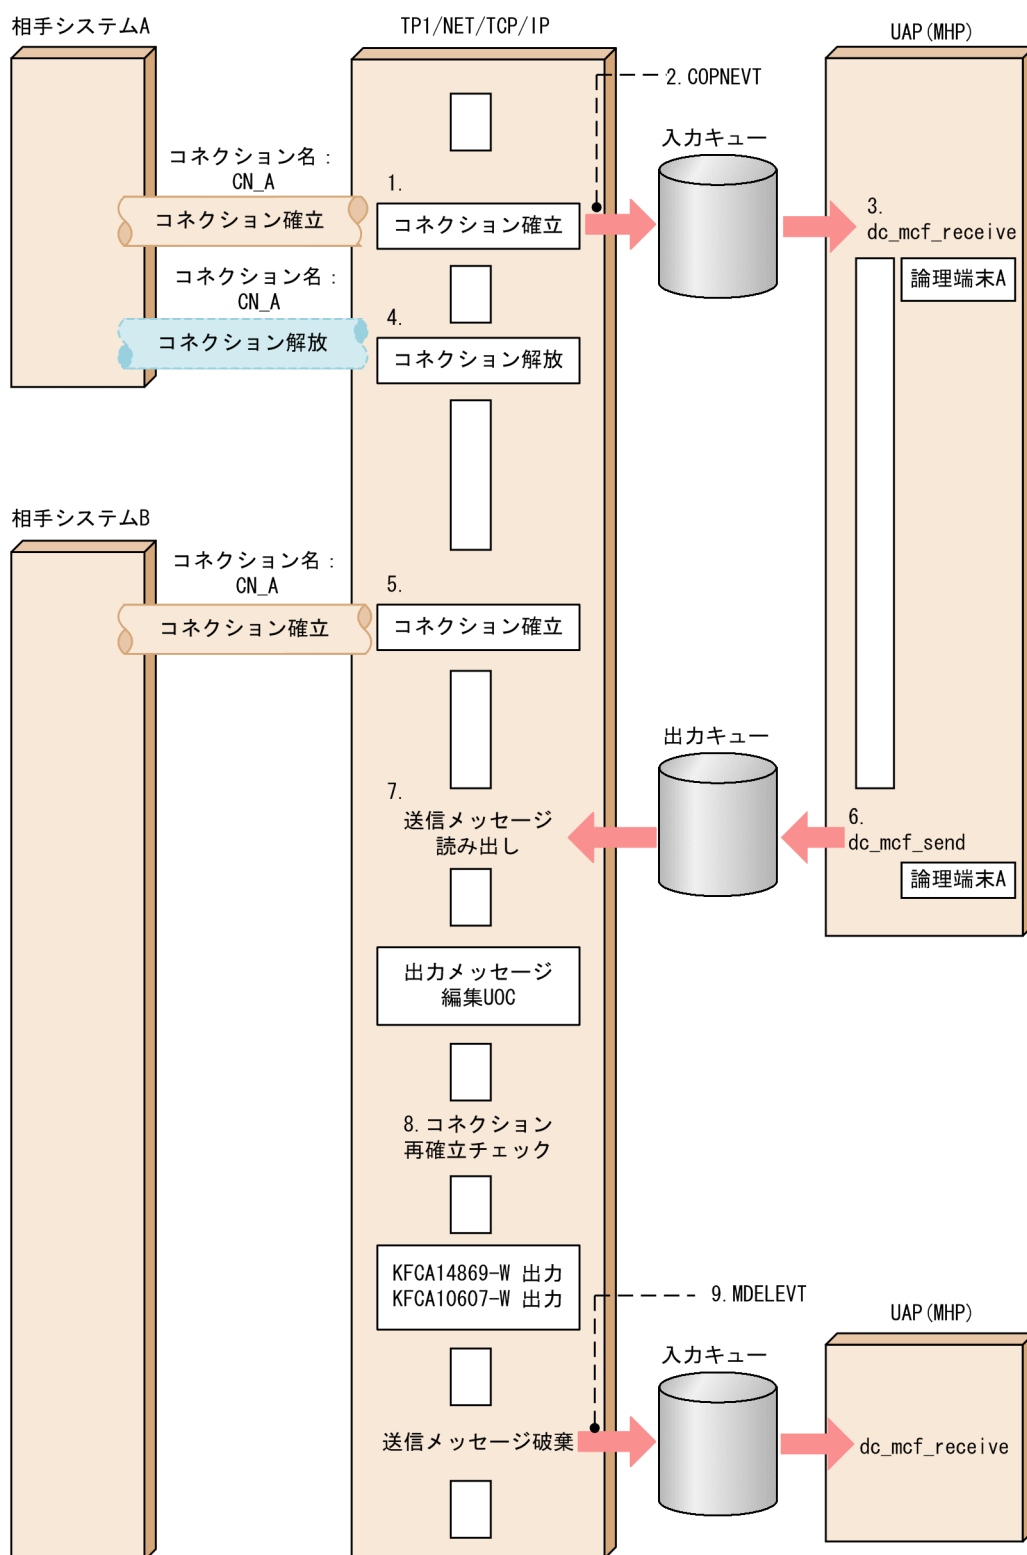 相手システムA
TP1/NET/TCP/IP
UAP(MHP)
2.COPNEVT
入力キュー
コネクション名：
CN_A
1.
コネクション確立
コネクション確立
3.
dc_mcf_receive
論理端末A
コネクション名：
CN_A
4.
コネクション解放
コネクション解放
相手システムB
コネクション名：
CN_A
5.
コネクション確立
コネクション確立
出力キュー
7.
送信メッセージ
読み出し
6.
dc_mcf_send
論理端末A
出力メッセージ
編集UOC
8.コネクション
再確立チェック
KFCA14869-W 出力
KFCA10607-W 出力
9.MDELEVT
UAP(MHP)
入力キュー
送信メッセージ破棄
dc_mcf_receive